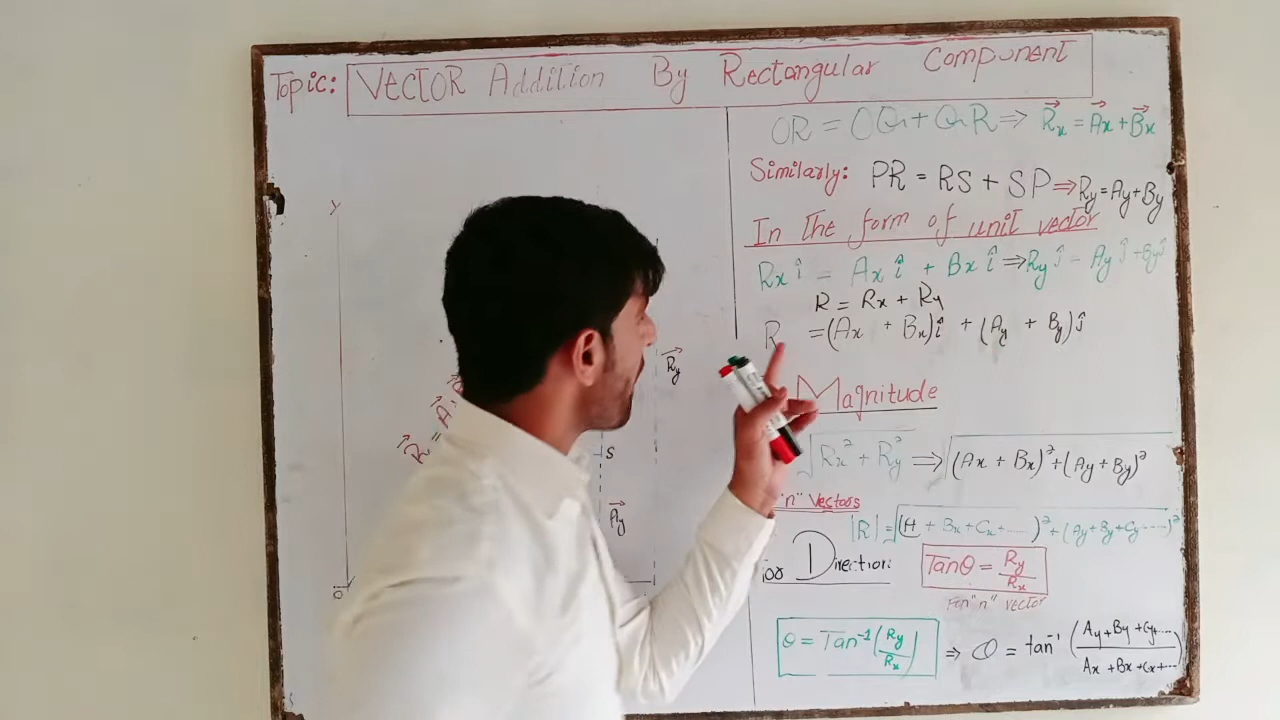 Topic: VECTOR Addition By Rectangular Component
OR = OQ + QR ⇒ R⃗x = A⃗x + B⃗x
Similarly: PR = RS + SP ⇒ Ry = Ay + By
In The form of unit vector
Rx î = Ax î + Bx î ⇒ Ry ĵ = Ay ĵ + By ĵ
R = Rx + Ry
R = (Ax + Bx) î + (Ay + By) ĵ
Magnitude
√Rx² + Ry² ⇒ √(Ax + Bx)² + (Ay + By)²
"n" Vectors
|R| = √( + Bx + Cx + ......)² + (Ay + By + Cy .....)²
for Direction:
Tanθ = Ry/Rx
For "n" vector
θ = Tan⁻¹(Ry/Rx) ⇒ θ = tan⁻¹(Ay + By + Cy+..../Ax + Bx + Cx +....)
Y
R⃗ = A⃗
R⃗y
S
A⃗y
O